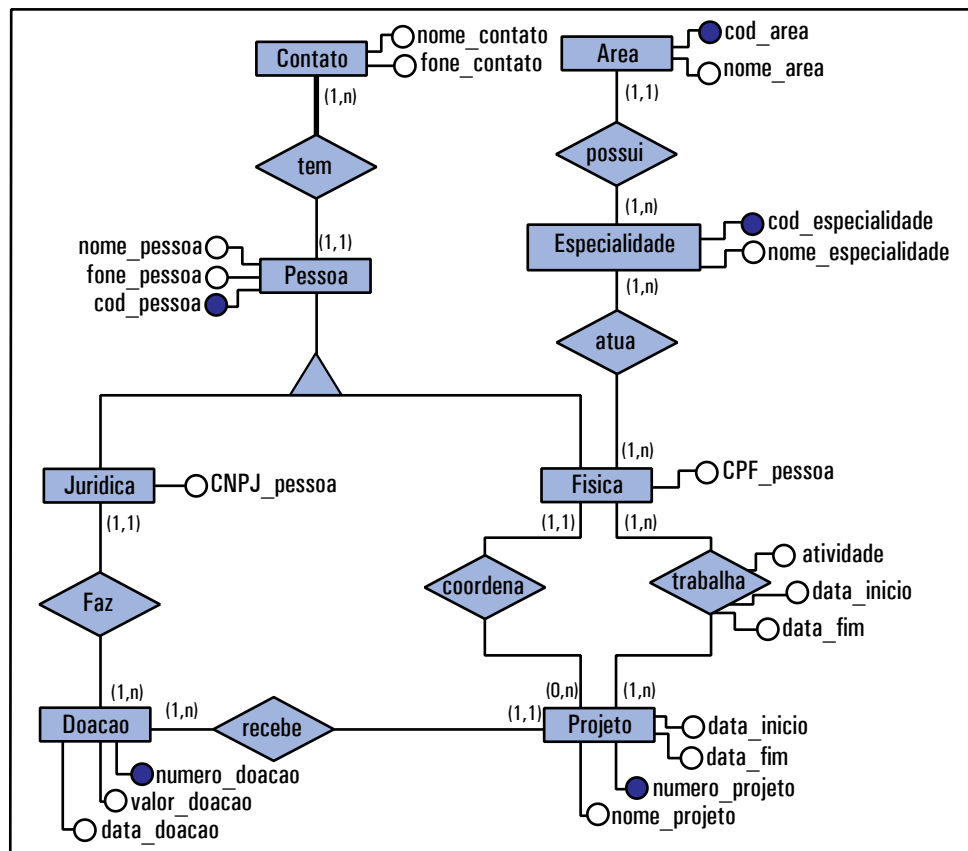 nome_contato
Contato
fone_contato
(1,n)
tem
(1,1)
cod_area
Area
nome_area
(1,1)
possui
(1,n)
nome_pessoa
fone_pessoa
Pessoa
cod_pessoa
cod_especialidade
Especialidade
nome_especialidade
(1,n)
atua
(1,n)
Juridica
CNPJ_pessoa
(1,1)
Fisica
CPF_pessoa
(1,1)
(1,n)
Faz
coordena
trabalha
atividade
data_inicio
data_fim
(1,n)
(0,n)
(1,n)
Doacao
(1,n)
recebe
(1,1)
Projeto
data_inicio
data_fim
numero_doacao
valor_doacao
data_doacao
numero_projeto
nome_projeto